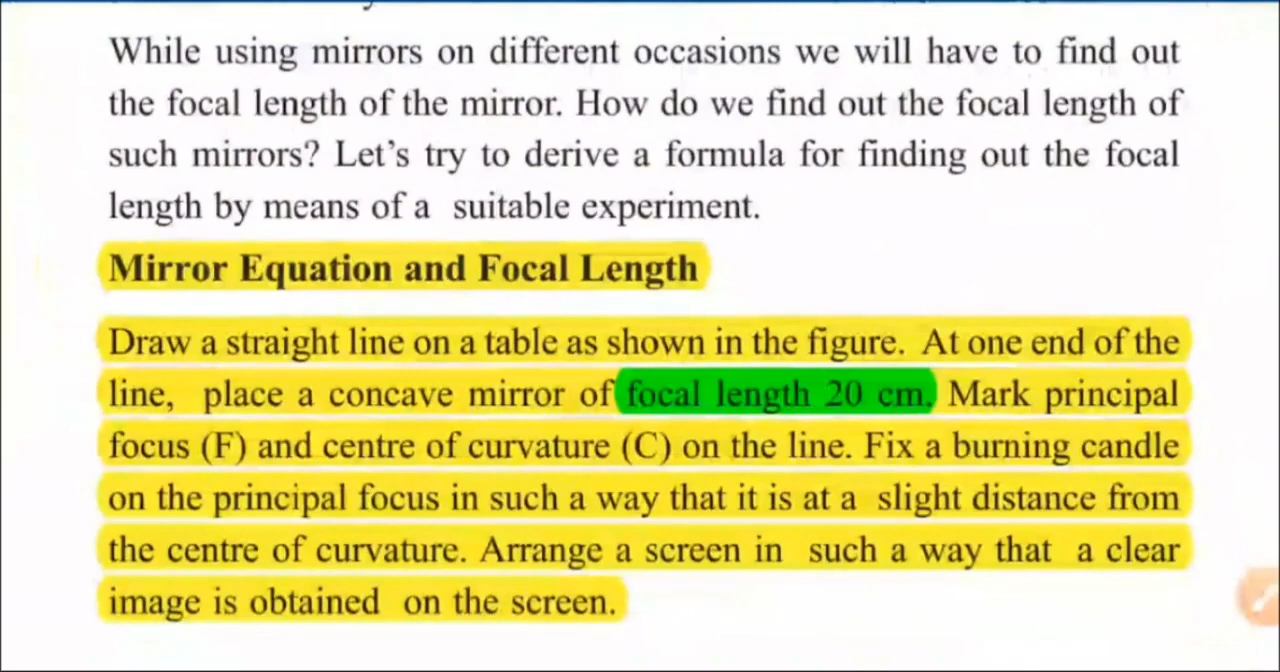 While using mirrors on different occasions we will have to find out
the focal length of the mirror. How do we find out the focal length of
such mirrors? Let's try to derive a formula for finding out the focal
length by means of a suitable experiment.
Mirror Equation and Focal Length
Draw a straight line on a table as shown in the figure. At one end of the
line, place a concave mirror of focal length 20 cm. Mark principal
focus (F) and centre of curvature (C) on the line. Fix a burning candle
on the principal focus in such a way that it is at a slight distance from
the centre of curvature. Arrange a screen in such a way that a clear
image is obtained on the screen.